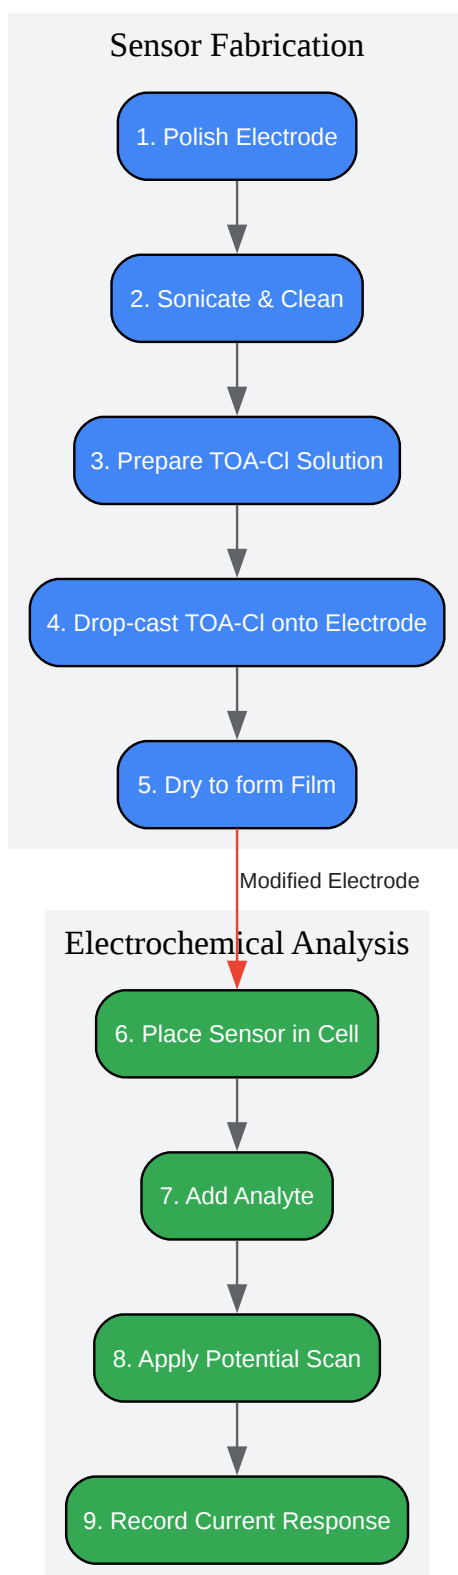 Sensor Fabrication
1. Polish Electrode
2. Sonicate & Clean
3. Prepare TOA-Cl Solution
4. Drop-cast TOA-Cl onto Electrode
5. Dry to form Film
Modified Electrode
Electrochemical Analysis
6. Place Sensor in Cell
7. Add Analyte
8. Apply Potential Scan
9. Record Current Response